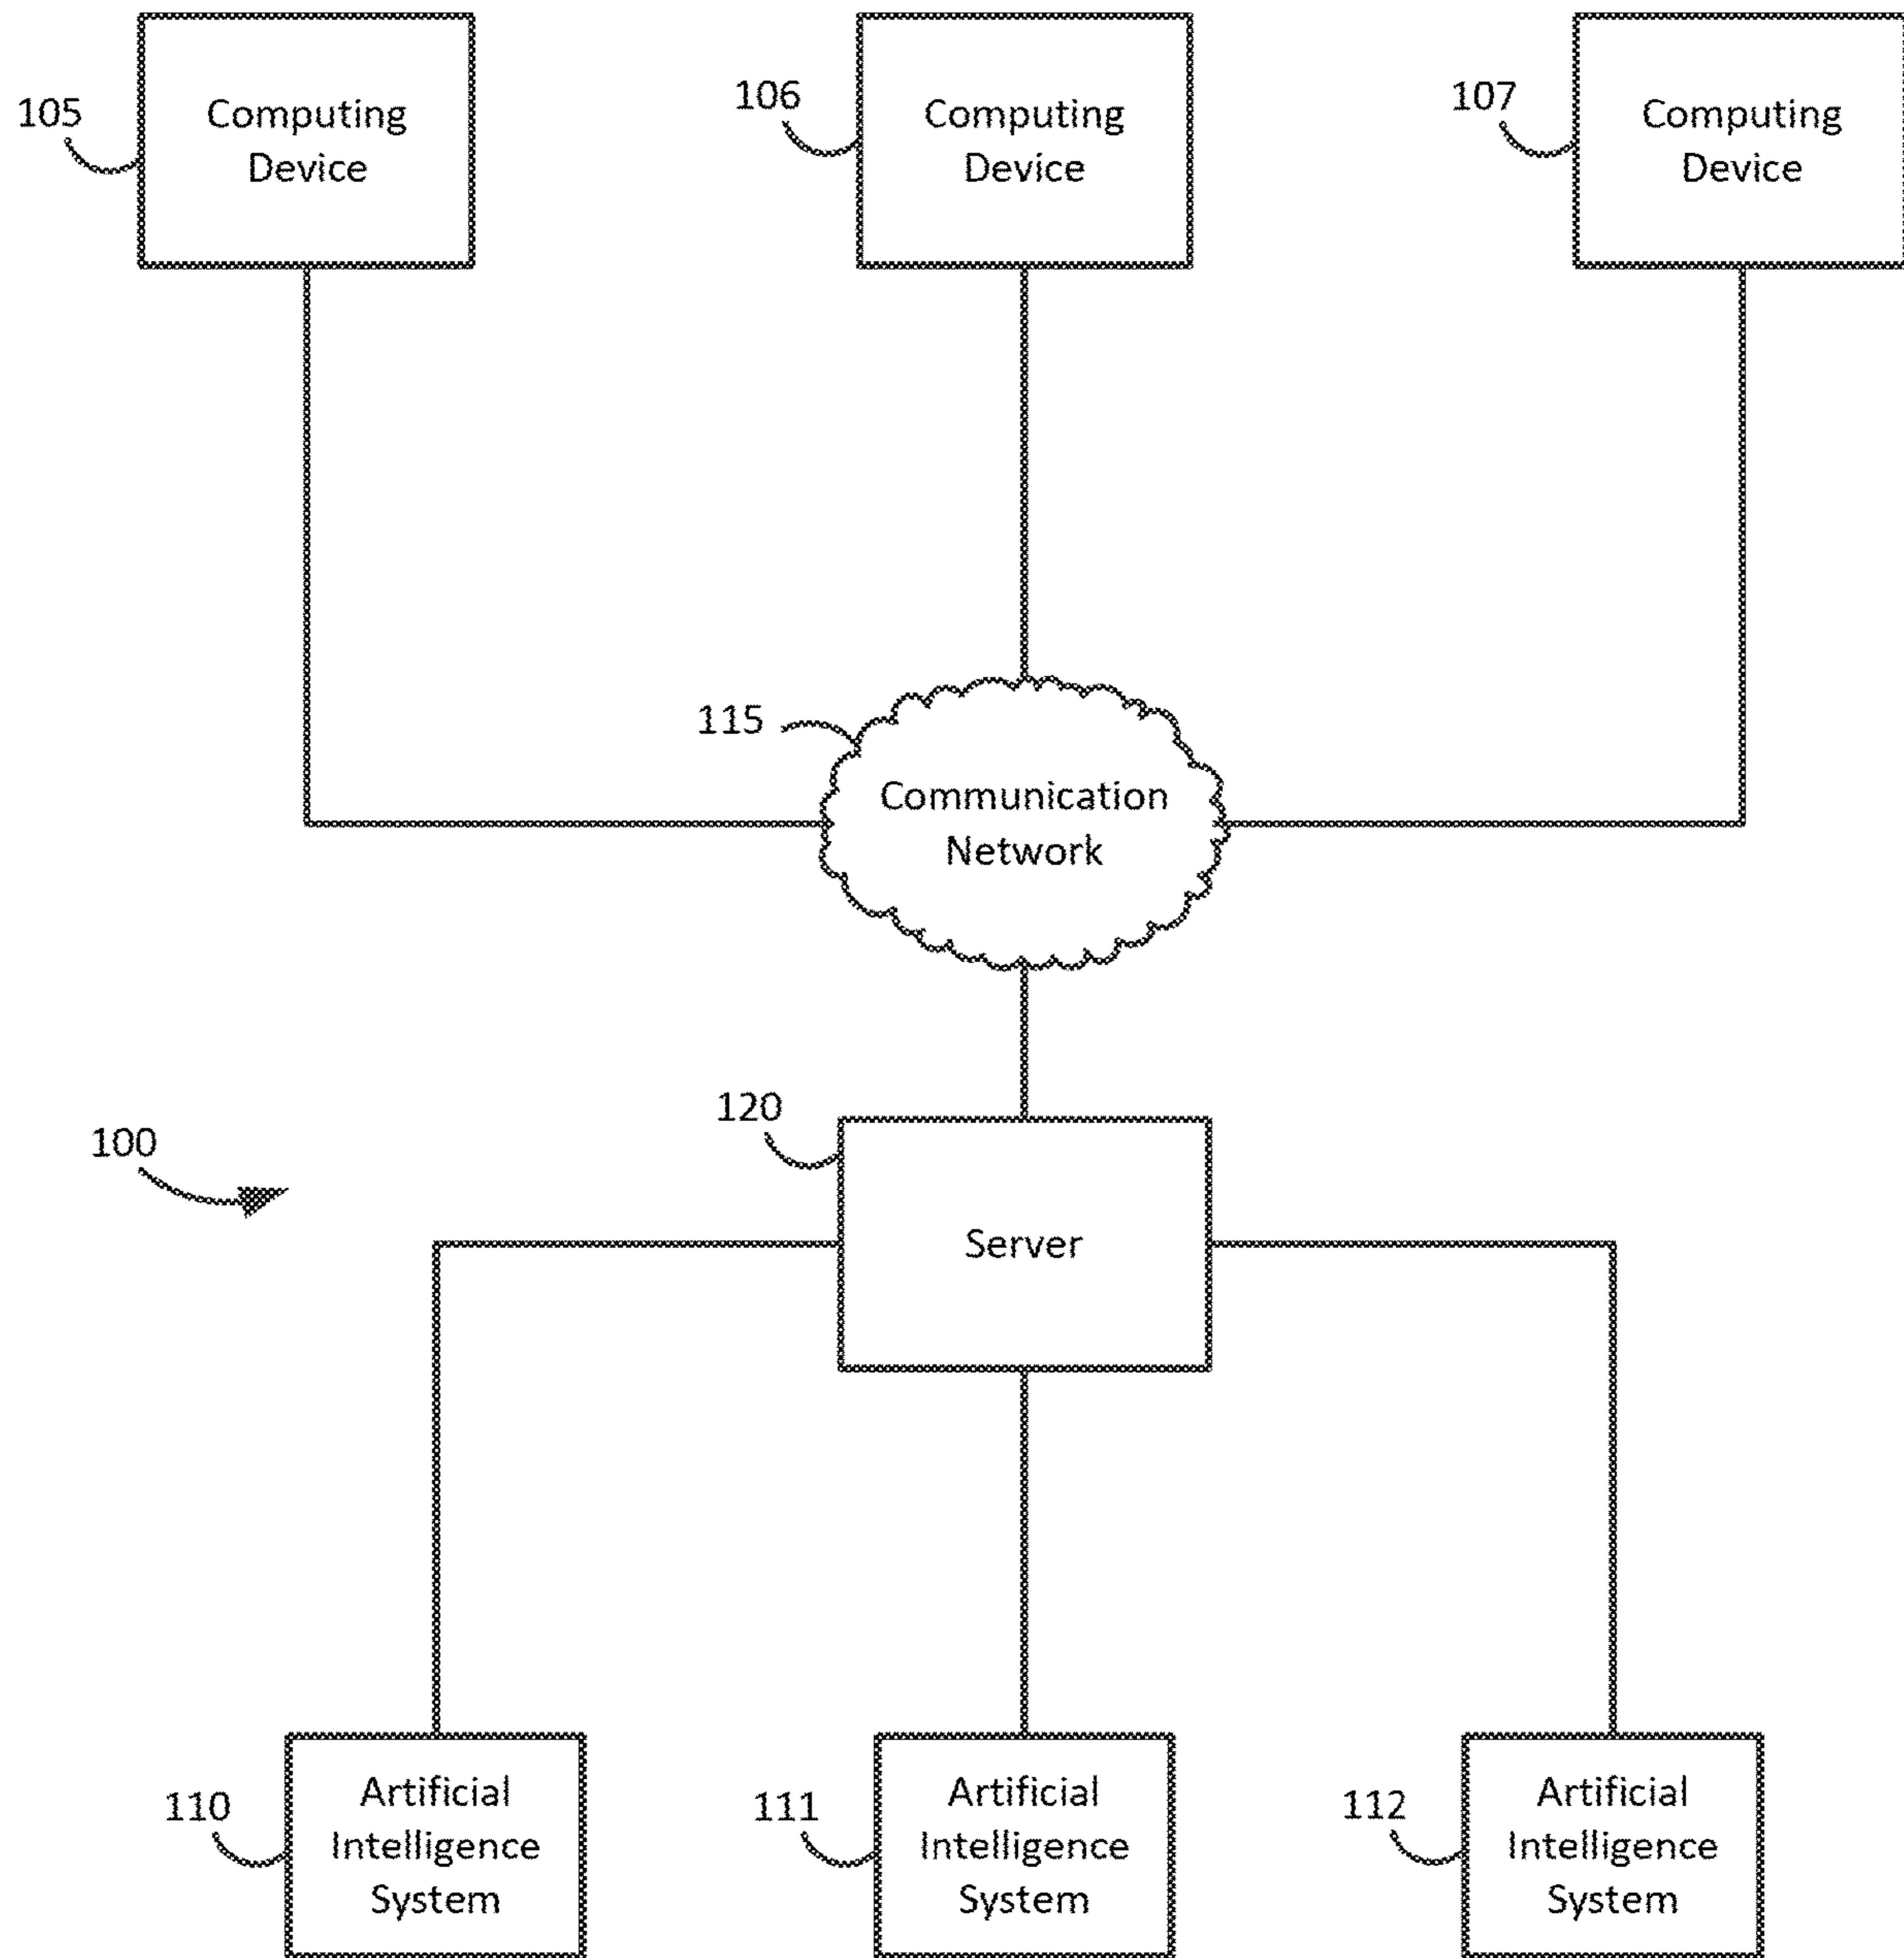 105
Computing
Device
106
Computing
Device
107
Computing
Device
115
Communication
Network
100
120
Server
110
Artificial
Intelligence
System
111
Artificial
Intelligence
System
112
Artificial
Intelligence
System